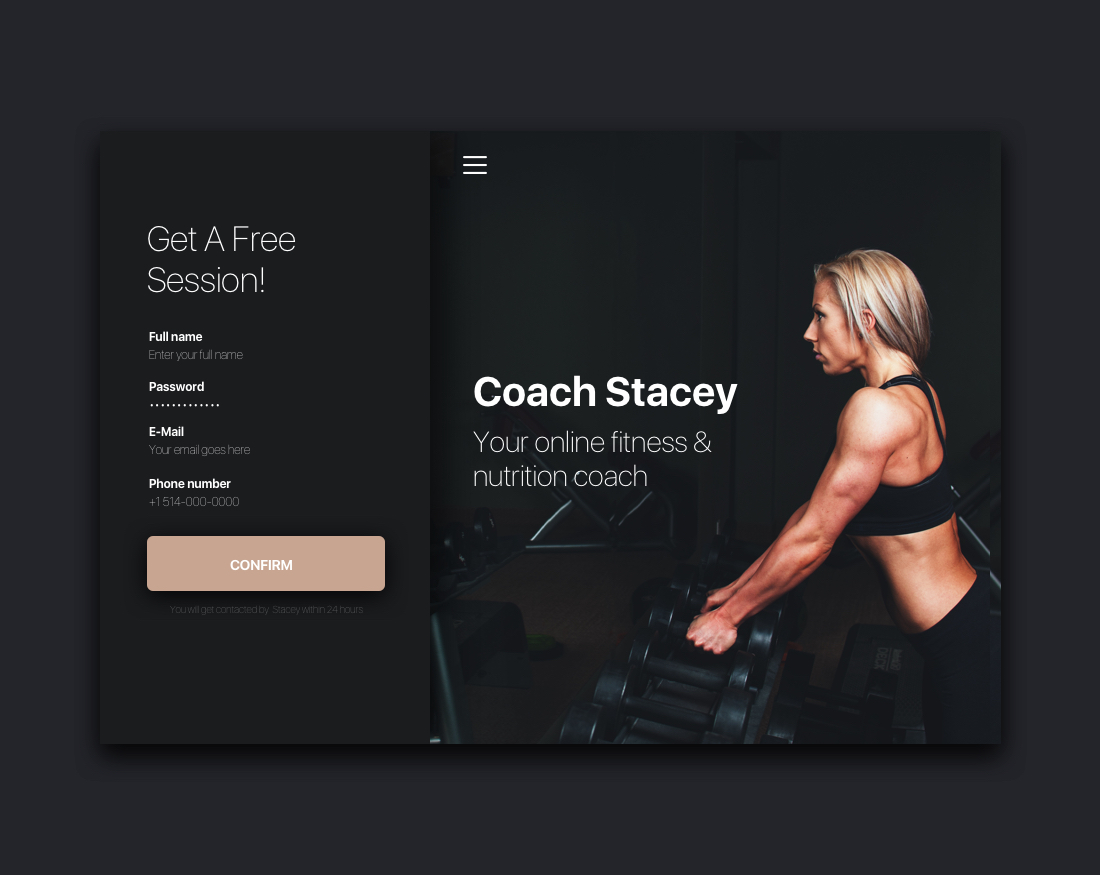 Get A Free
Session!
Full name
Enter your full name
Password
•••••••••••••
E-Mail
Your email goes here
Phone number
+1 514-000-0000
CONFIRM
You will get contacted by Stacey within 24 hours
Coach Stacey
Your online fitness &
nutrition coach